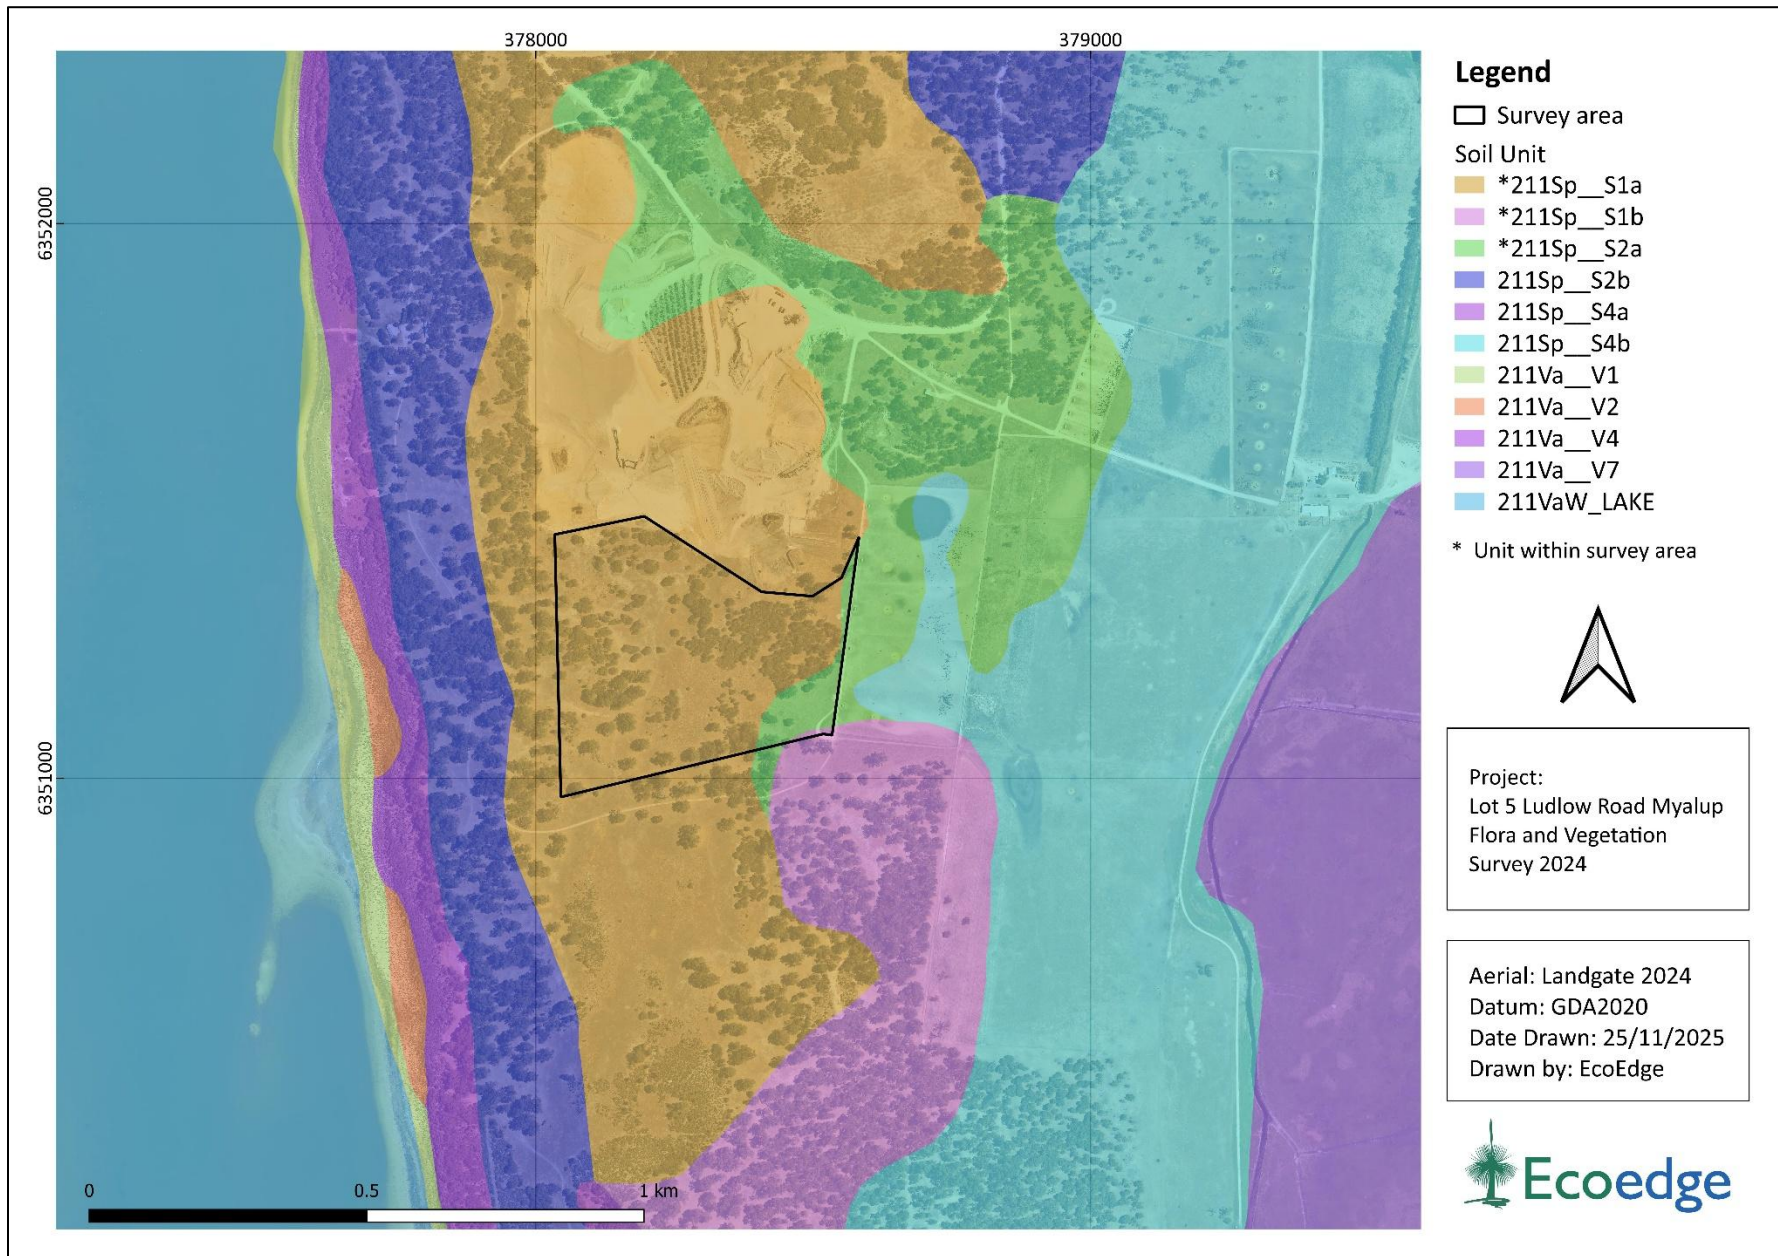 378000 379000
6352000
6351000
0 0.5 1 km
Legend
Survey area
Soil Unit
*211Sp__S1a
*211Sp__S1b
*211Sp__S2a
211Sp__S2b
211Sp__S4a
211Sp__S4b
211Va__V1
211Va__V2
211Va__V4
211Va__V7
211VaW_LAKE
* Unit within survey area
Project:
Lot 5 Ludlow Road Myalup
Flora and Vegetation
Survey 2024
Aerial: Landgate 2024
Datum: GDA2020
Date Drawn: 25/11/2025
Drawn by: EcoEdge
Ecoedge